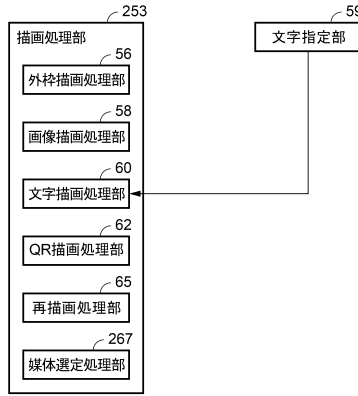 253
描画処理部
56
外枠描画処理部
58
画像描画処理部
60
文字描画処理部
62
QR描画処理部
65
再描画処理部
267
媒体選定処理部
59
文字指定部